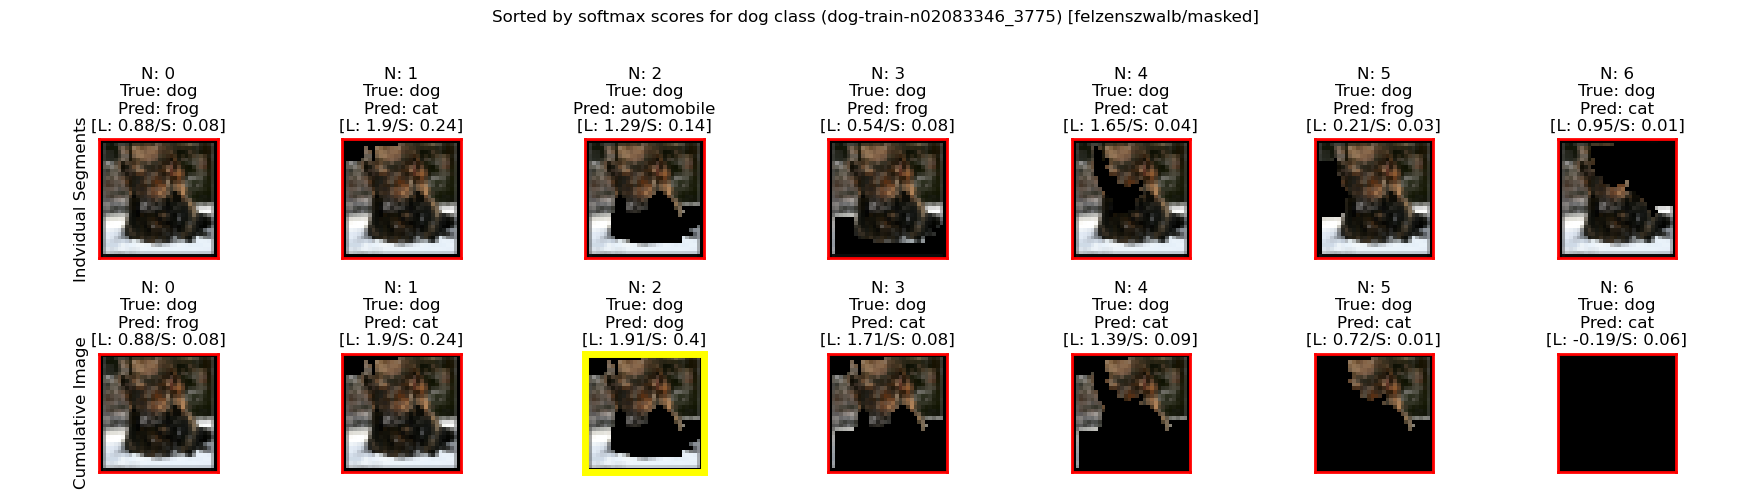 Sorted by softmax scores for dog class (dog-train-n02083346_3775) [felzenszwalb/masked]
Indvidual Segments
N: 0
True: dog
Pred: frog
[L: 0.88/S: 0.08]
N: 1
True: dog
Pred: cat
[L: 1.9/S: 0.24]
N: 2
True: dog
Pred: automobile
[L: 1.29/S: 0.14]
N: 3
True: dog
Pred: frog
[L: 0.54/S: 0.08]
N: 4
True: dog
Pred: cat
[L: 1.65/S: 0.04]
N: 5
True: dog
Pred: frog
[L: 0.21/S: 0.03]
N: 6
True: dog
Pred: cat
[L: 0.95/S: 0.01]
Cumulative Image
N: 0
True: dog
Pred: frog
[L: 0.88/S: 0.08]
N: 1
True: dog
Pred: cat
[L: 1.9/S: 0.24]
N: 2
True: dog
Pred: dog
[L: 1.91/S: 0.4]
N: 3
True: dog
Pred: cat
[L: 1.71/S: 0.08]
N: 4
True: dog
Pred: cat
[L: 1.39/S: 0.09]
N: 5
True: dog
Pred: cat
[L: 0.72/S: 0.01]
N: 6
True: dog
Pred: cat
[L: -0.19/S: 0.06]